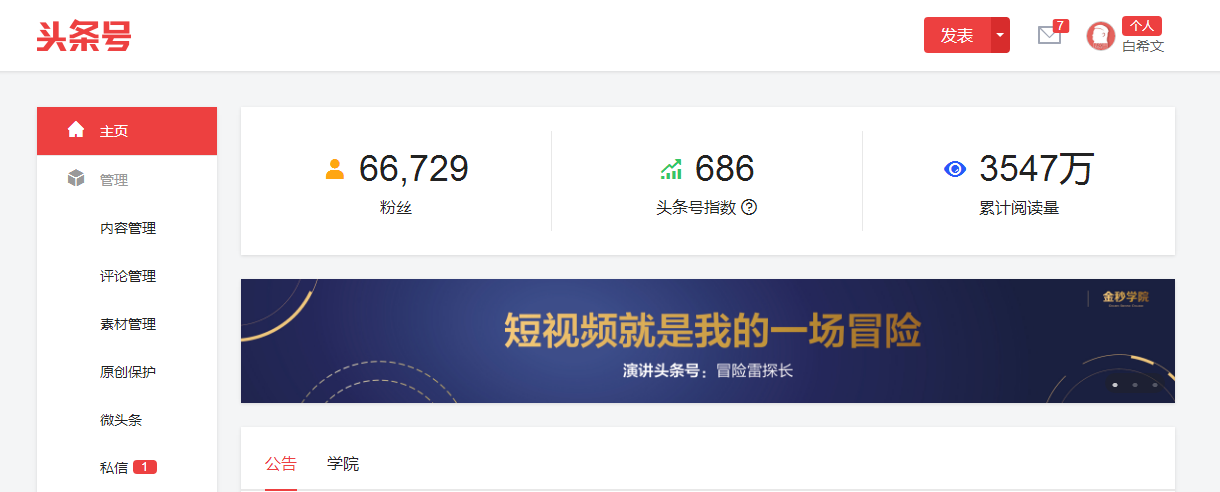 头条号
发表
7
个人
白希文
主页
管理
内容管理
评论管理
素材管理
原创保护
微头条
私信 1
66,729
粉丝
686
头条号指数 ?
3547万
累计阅读量
金秒学院
短视频就是我的一场冒险
演讲头条号：冒险雷探长
公告
学院